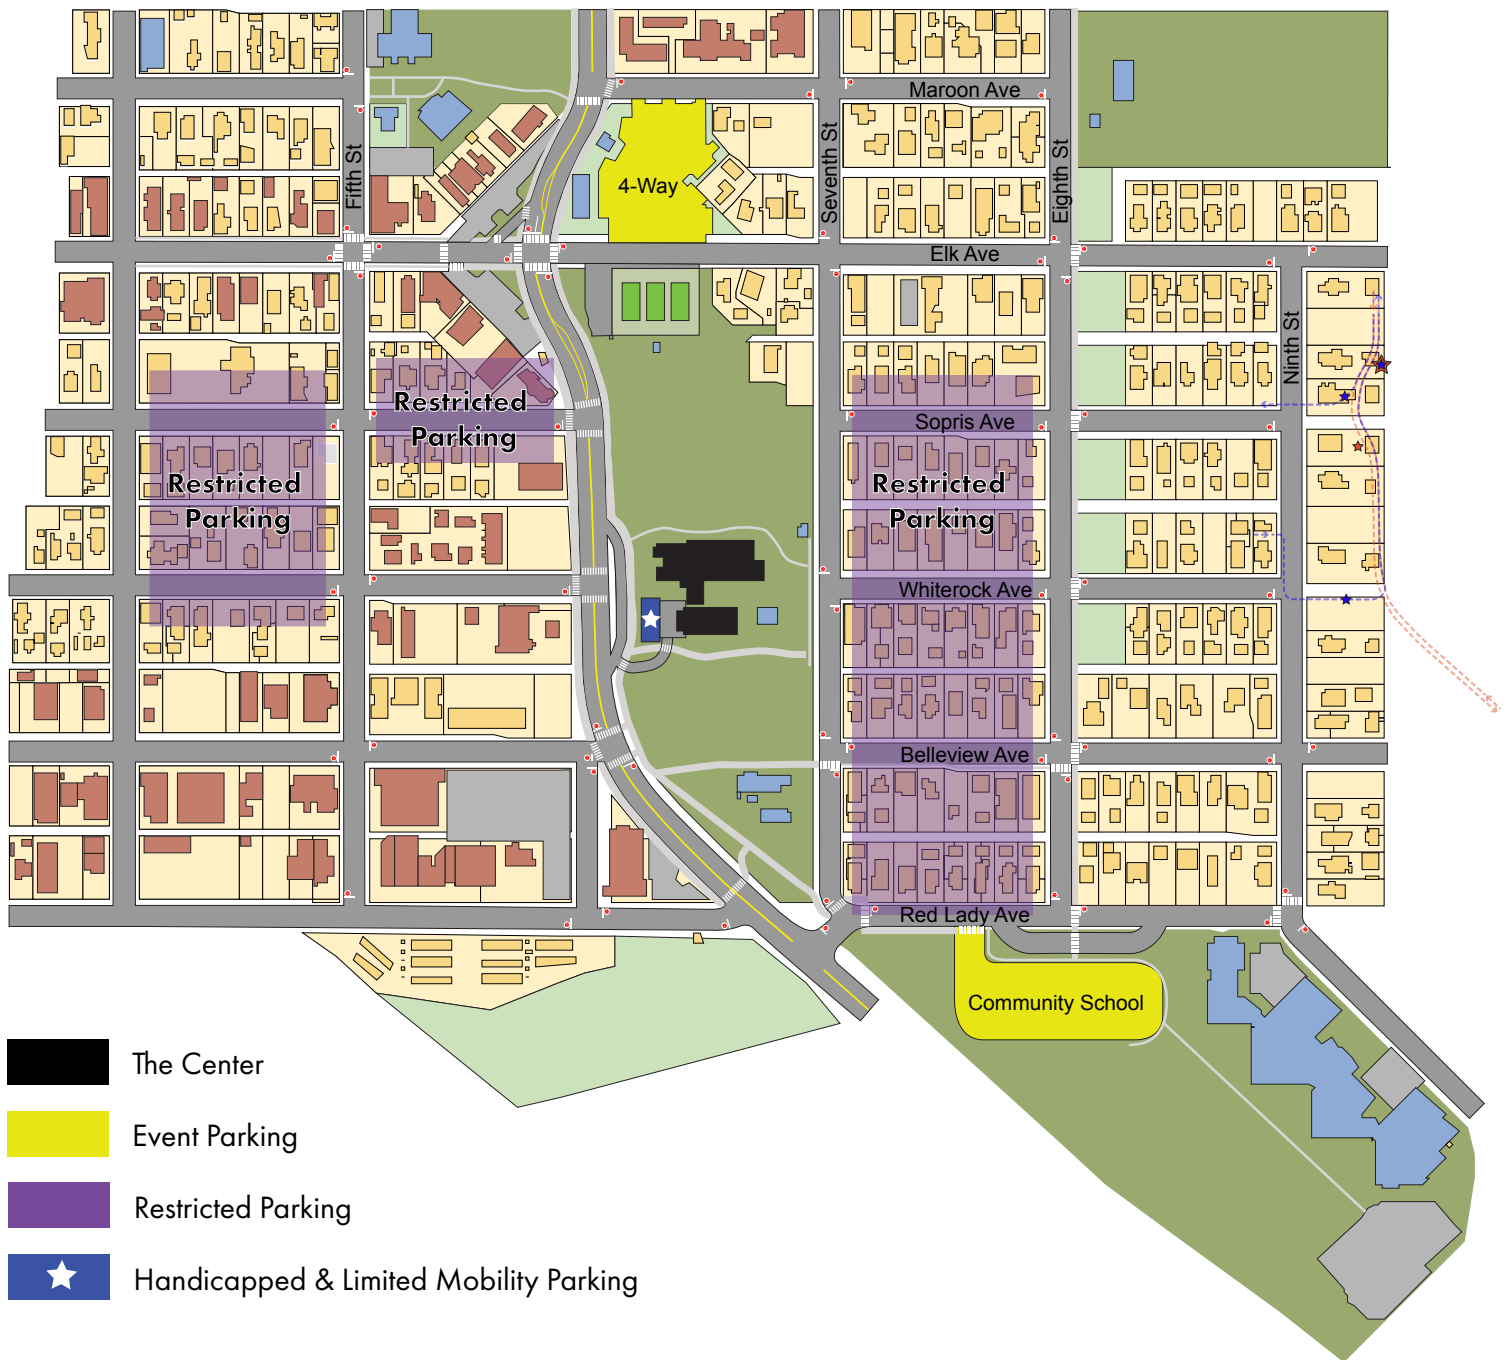 Maroon Ave
Fifth St
Seventh St
Eighth St
4-Way
Elk Ave
Ninth St
Restricted
Parking
Sopris Ave
Restricted
Parking
Restricted
Parking
Whiterock Ave
Belleview Ave
Red Lady Ave
Community School
The Center
Event Parking
Restricted Parking
Handicapped & Limited Mobility Parking